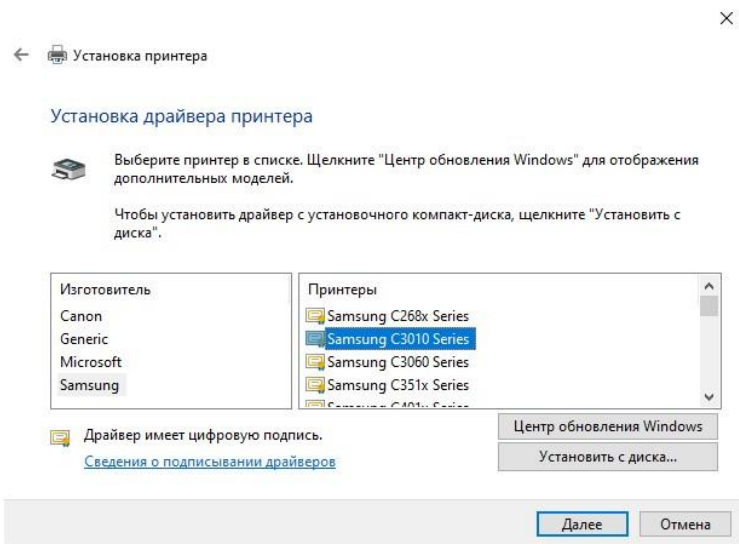 Установка принтера
Установка драйвера принтера
Выберите принтер в списке. Щелкните "Центр обновления Windows" для отображения
дополнительных моделей.
Чтобы установить драйвер с установочного компакт-диска, щелкните "Установить с
диска".
Изготовитель
Canon
Generic
Microsoft
Samsung
Принтеры
Samsung C268x Series
Samsung C3010 Series
Samsung C3060 Series
Samsung C351x Series
Samsung C401x Series
Драйвер имеет цифровую подпись.
Сведения о подписывании драйверов
Центр обновления Windows
Установить с диска...
Далее
Отмена